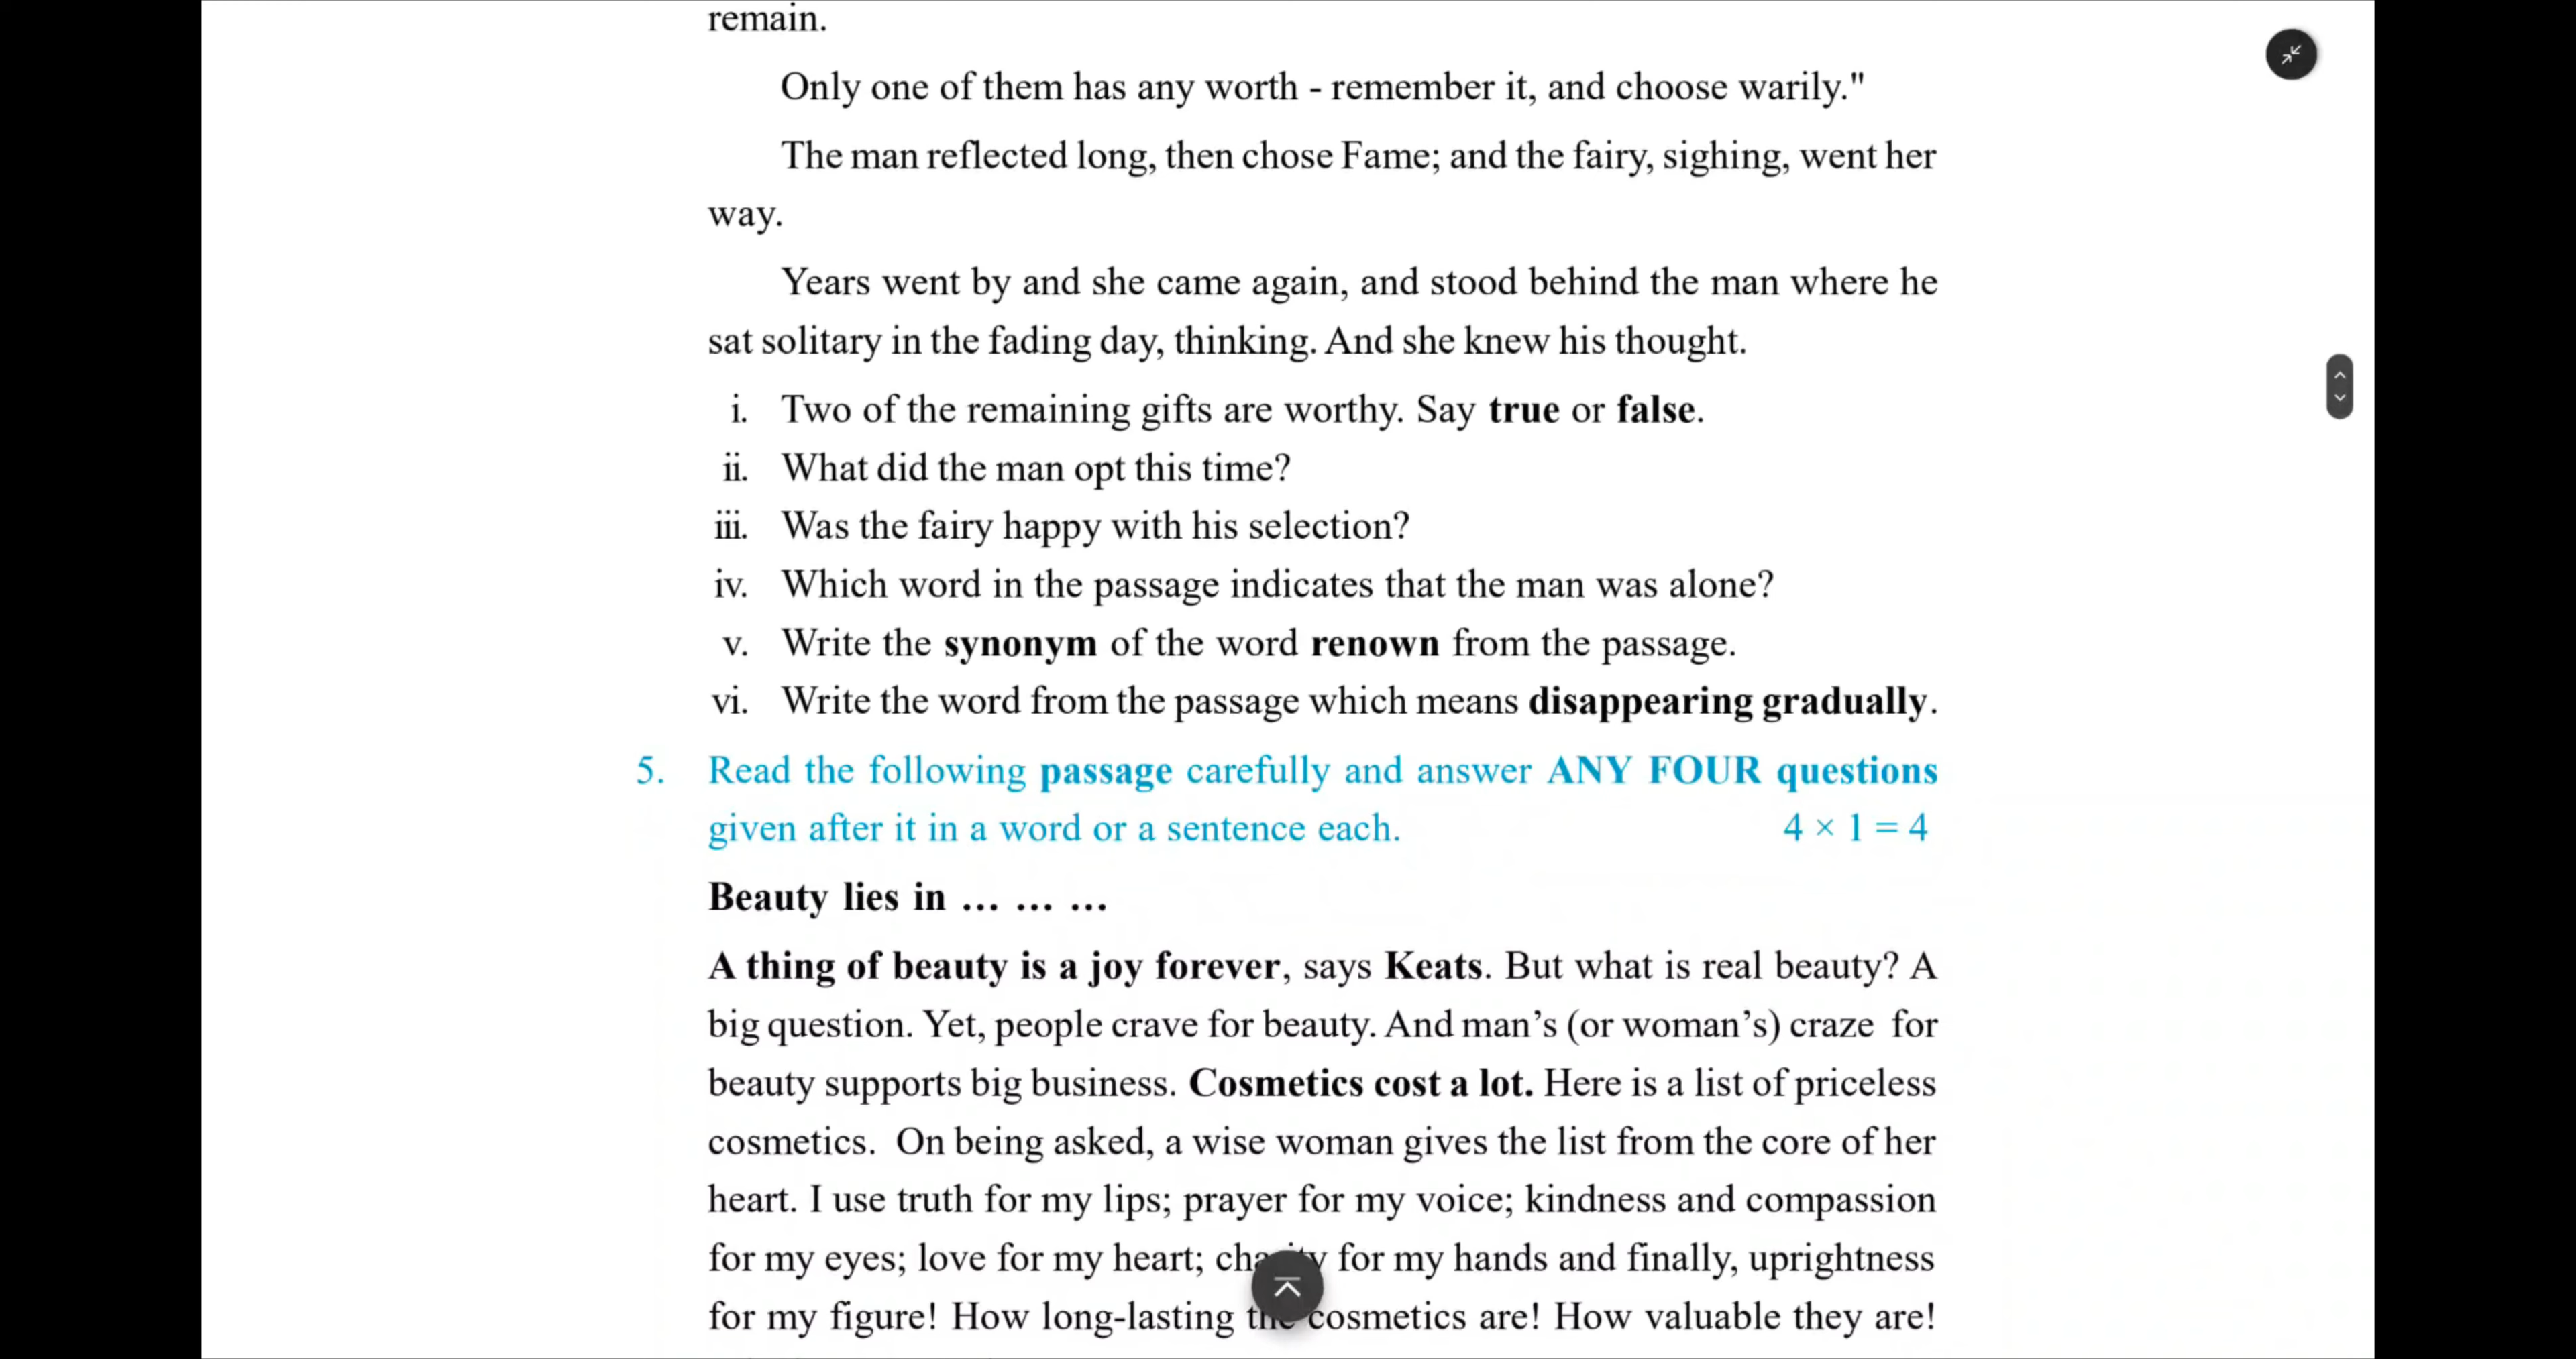 remain.
Only one of them has any worth - remember it, and choose warily."
The man reflected long, then chose Fame; and the fairy, sighing, went her
way.
Years went by and she came again, and stood behind the man where he
sat solitary in the fading day, thinking. And she knew his thought.
i. Two of the remaining gifts are worthy. Say true or false.
ii. What did the man opt this time?
iii. Was the fairy happy with his selection?
iv. Which word in the passage indicates that the man was alone?
v. Write the synonym of the word renown from the passage.
vi. Write the word from the passage which means disappearing gradually.
5. Read the following passage carefully and answer ANY FOUR questions
given after it in a word or a sentence each. 4 × 1 = 4
Beauty lies in ... ... ...
A thing of beauty is a joy forever, says Keats. But what is real beauty? A
big question. Yet, people crave for beauty. And man’s (or woman’s) craze for
beauty supports big business. Cosmetics cost a lot. Here is a list of priceless
cosmetics. On being asked, a wise woman gives the list from the core of her
heart. I use truth for my lips; prayer for my voice; kindness and compassion
for my eyes; love for my heart; charity for my hands and finally, uprightness
for my figure! How long-lasting the cosmetics are! How valuable they are!